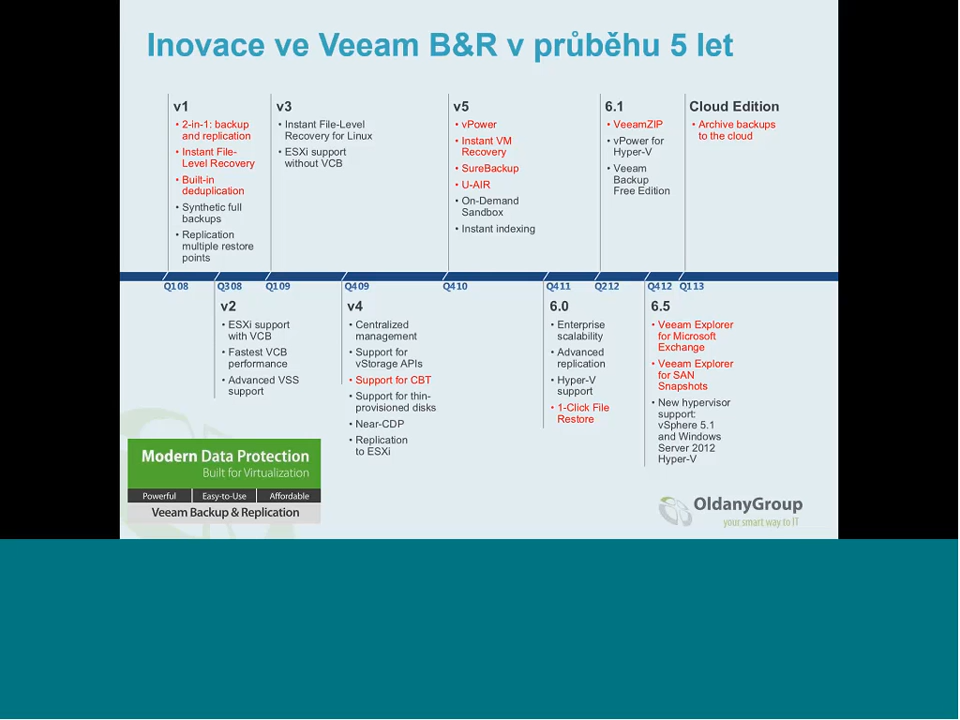 Inovace ve Veeam B&R v průběhu 5 let
v1
• 2-in-1: backup
and replication
• Instant File-
Level Recovery
• Built-in
deduplication
• Synthetic full
backups
• Replication
multiple restore
points
v3
• Instant File-Level
Recovery for Linux
• ESXi support
without VCB
v5
• vPower
• Instant VM
Recovery
• SureBackup
• U-AIR
• On-Demand
Sandbox
• Instant indexing
6.1
• VeeamZIP
• vPower for
Hyper-V
• Veeam
Backup
Free Edition
Cloud Edition
• Archive backups
to the cloud
Q108 Q308 Q109 Q409 Q410 Q411 Q212 Q412 Q113
v2
• ESXi support
with VCB
• Fastest VCB
performance
• Advanced VSS
support
v4
• Centralized
management
• Support for
vStorage APIs
• Support for CBT
• Support for thin-
provisioned disks
• Near-CDP
• Replication
to ESXi
6.0
• Enterprise
scalability
• Advanced
replication
• Hyper-V
support
• 1-Click File
Restore
6.5
• Veeam Explorer
for Microsoft
Exchange
• Veeam Explorer
for SAN
Snapshots
• New hypervisor
support:
vSphere 5.1
and Windows
Server 2012
Hyper-V
Modern Data Protection
Built for Virtualization
Powerful Easy-to-Use Affordable
Veeam Backup & Replication
OldanyGroup
your smart way to IT